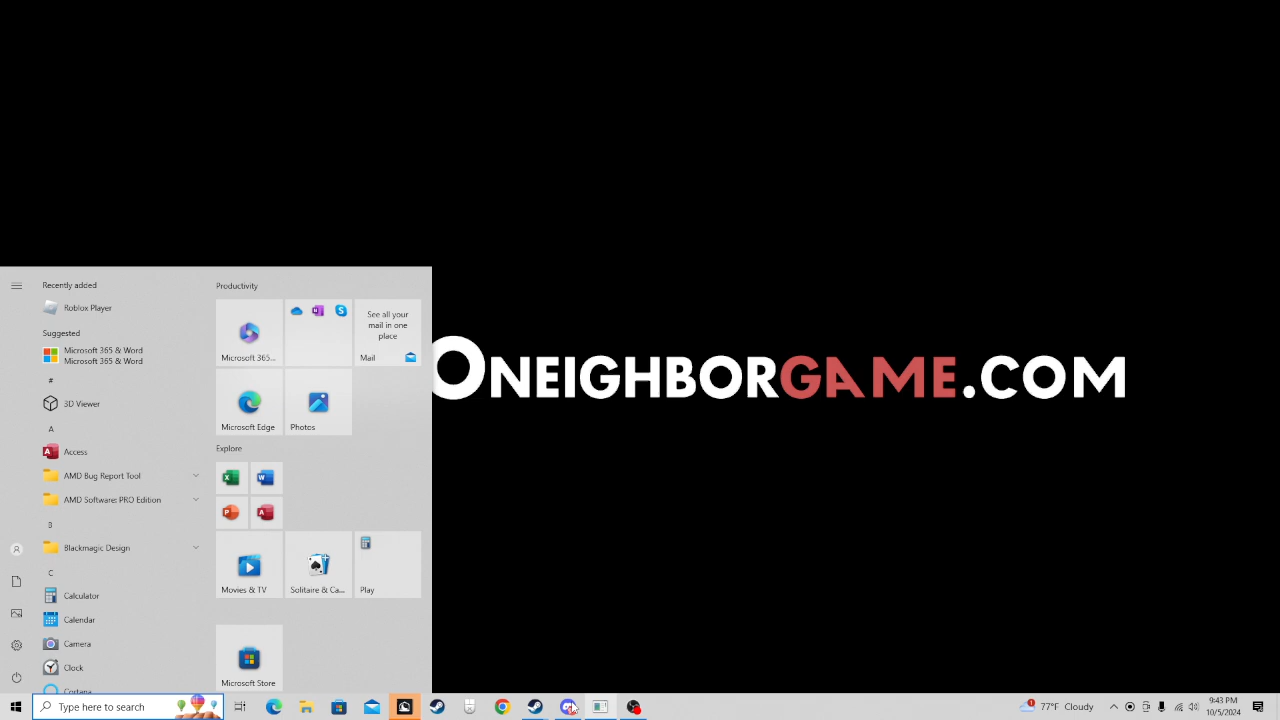 Recently added
Roblox Player
Suggested
Microsoft 365 & Word
Microsoft 365 & Word
#
3D Viewer
A
Access
AMD Bug Report Tool
AMD Software: PRO Edition
B
Blackmagic Design
C
Calculator
Calendar
Camera
Clock
Cortana
Productivity
Microsoft 365...
See all your
mail in one
place
Mail
Microsoft Edge
Photos
Explore
Movies & TV
Solitaire & Ca...
Play
Microsoft Store
ONEIGHBORGAME.COM
Type here to search
77°F Cloudy
9:43 PM
10/5/2024